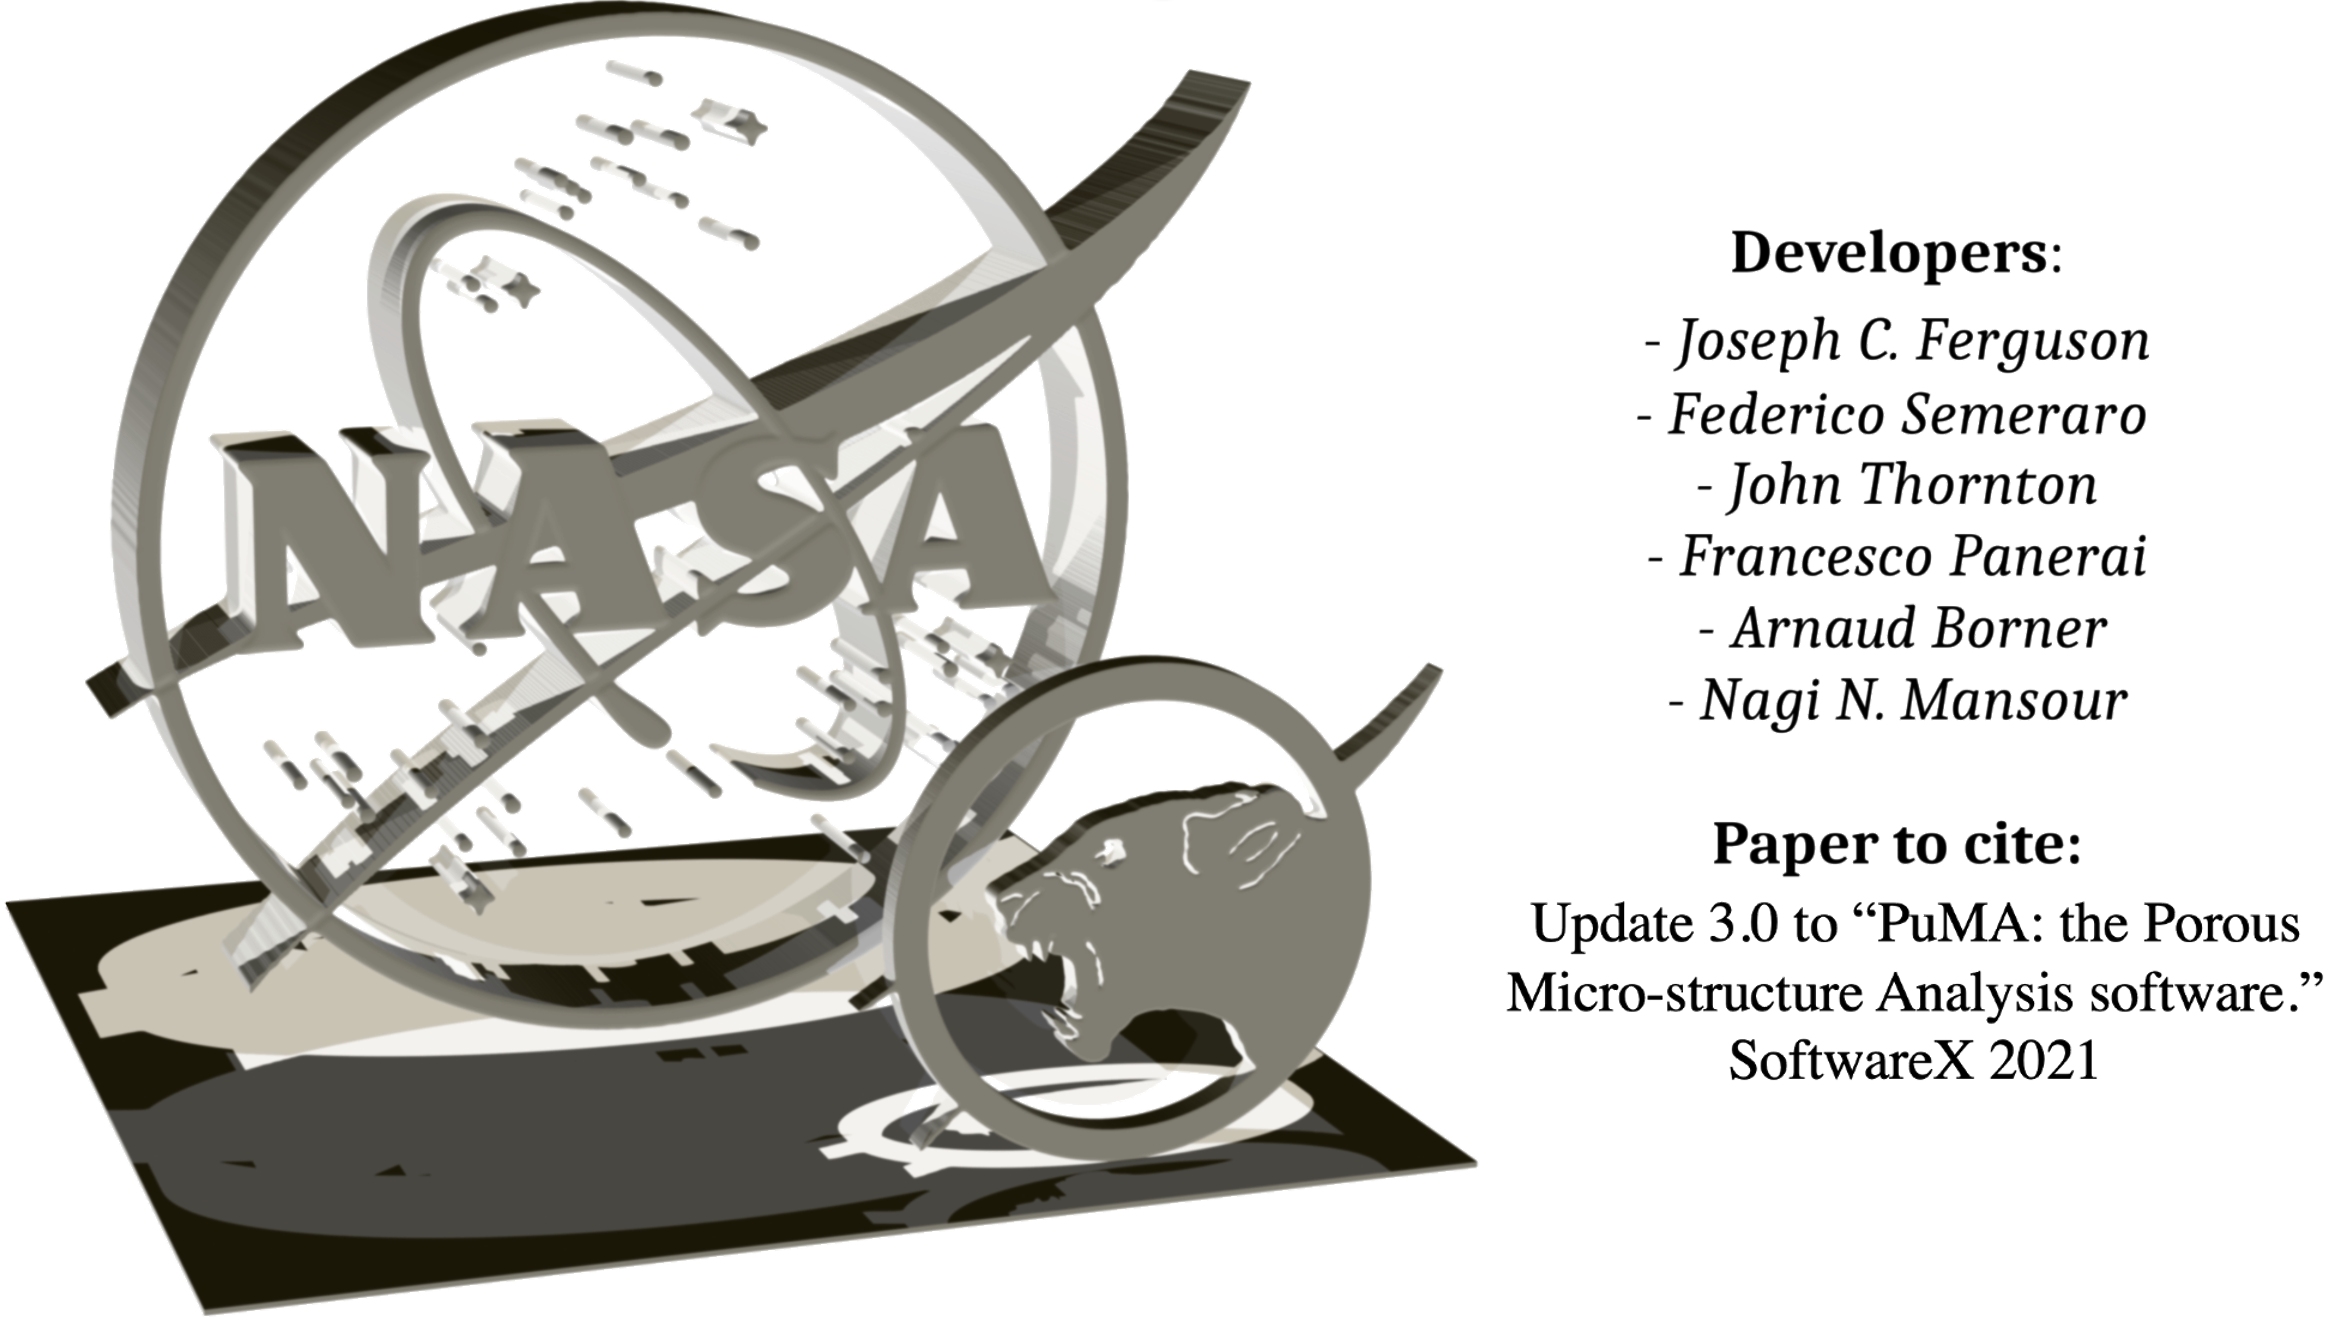 NASA
Developers:
- Joseph C. Ferguson
- Federico Semeraro
- John Thornton
- Francesco Panerai
- Arnaud Borner
- Nagi N. Mansour
Paper to cite:
Update 3.0 to “PuMA: the Porous
Micro-structure Analysis software.”
SoftwareX 2021